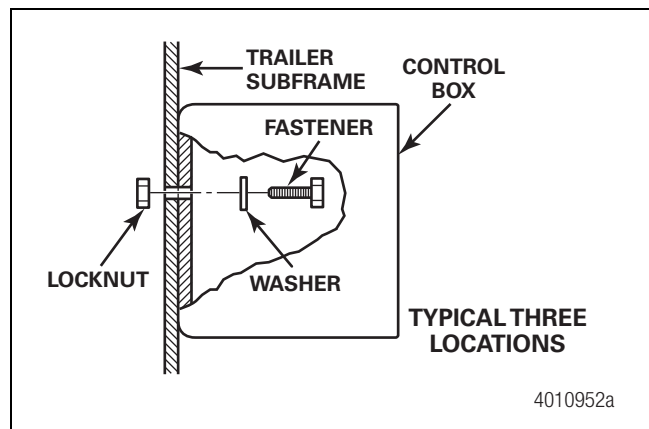 TRAILER
SUBFRAME
CONTROL
BOX
FASTENER
LOCKNUT
WASHER
TYPICAL THREE
LOCATIONS
4010952a